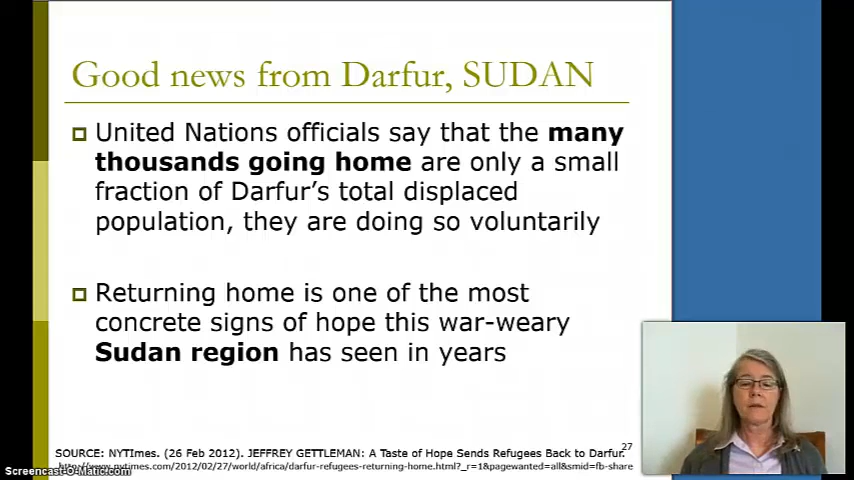 Good news from Darfur, SUDAN
United Nations officials say that the many
thousands going home are only a small
fraction of Darfur's total displaced
population, they are doing so voluntarily
Returning home is one of the most
concrete signs of hope this war-weary
Sudan region has seen in years
27
SOURCE: NYTimes. (26 Feb 2012). JEFFREY GETTLEMAN: A Taste of Hope Sends Refugees Back to Darfur.
http://www.nytimes.com/2012/02/27/world/africa/darfur-refugees-returning-home.html?_r=1&pagewanted=all&smid=fb-share
Screencast-O-Matic.com